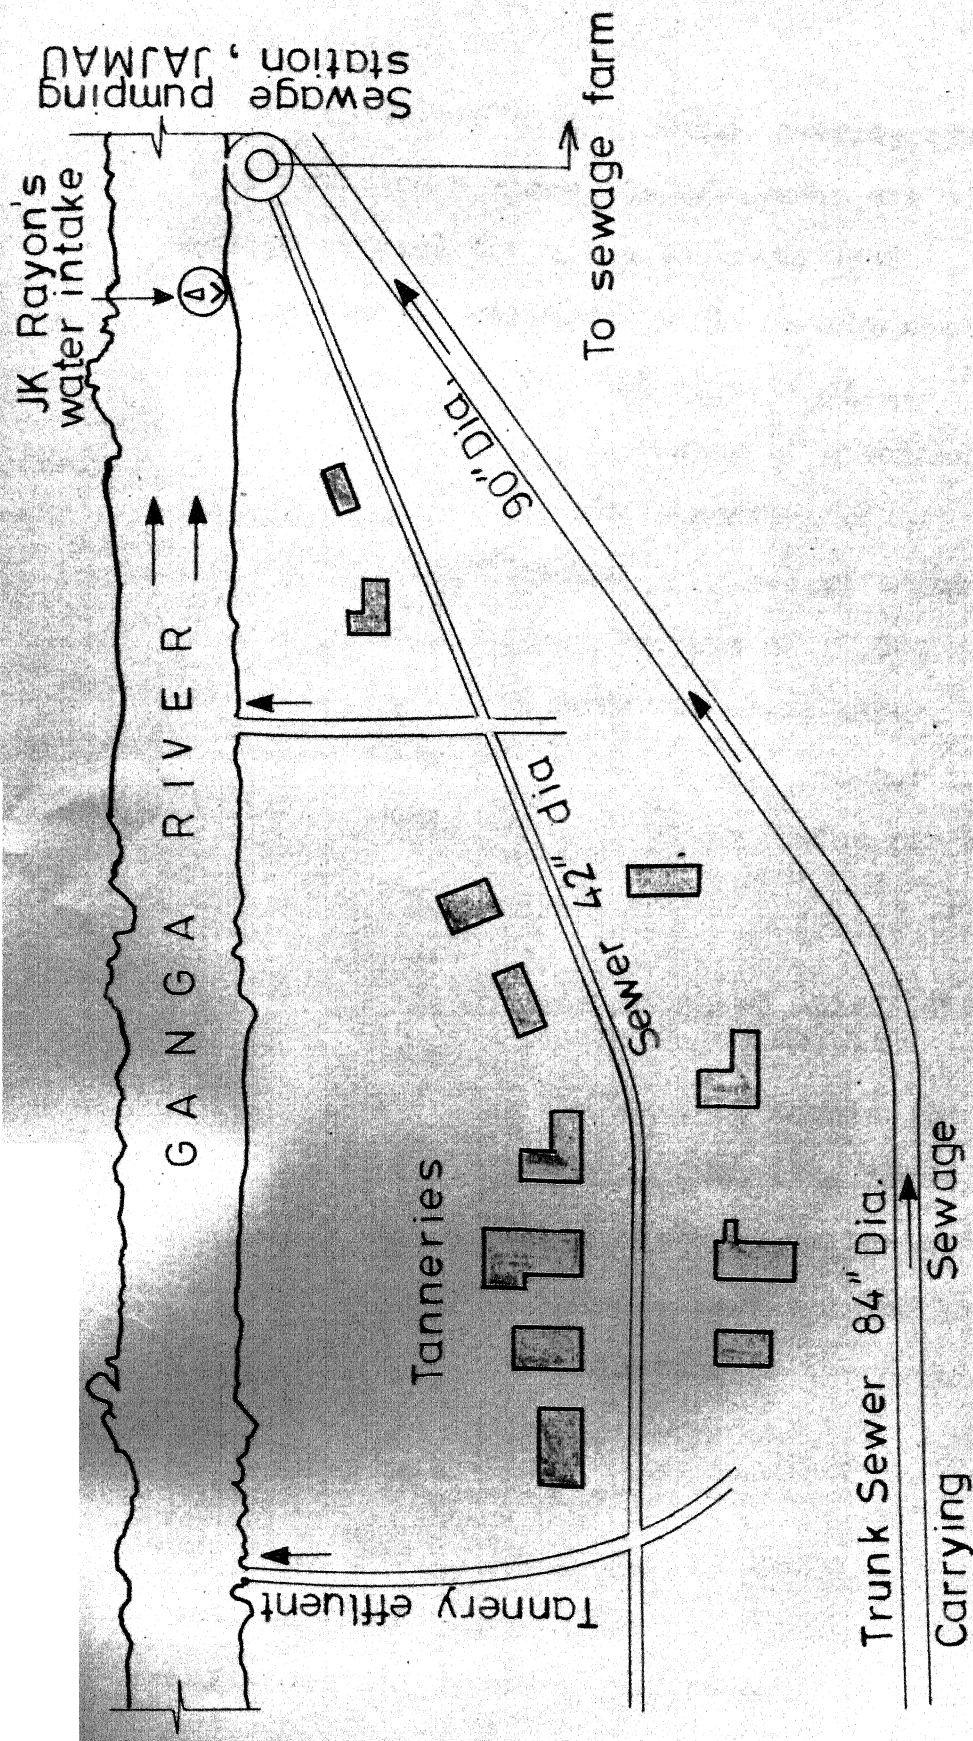 JK Rayon's
water intake
Sewage pumping
station, JAJMAU
To sewage farm
GANGA RIVER
90" Dia.
Sewer 42" dia
Tanneries
Tannery effluent
Trunk Sewer 84" Dia.
Carrying Sewage